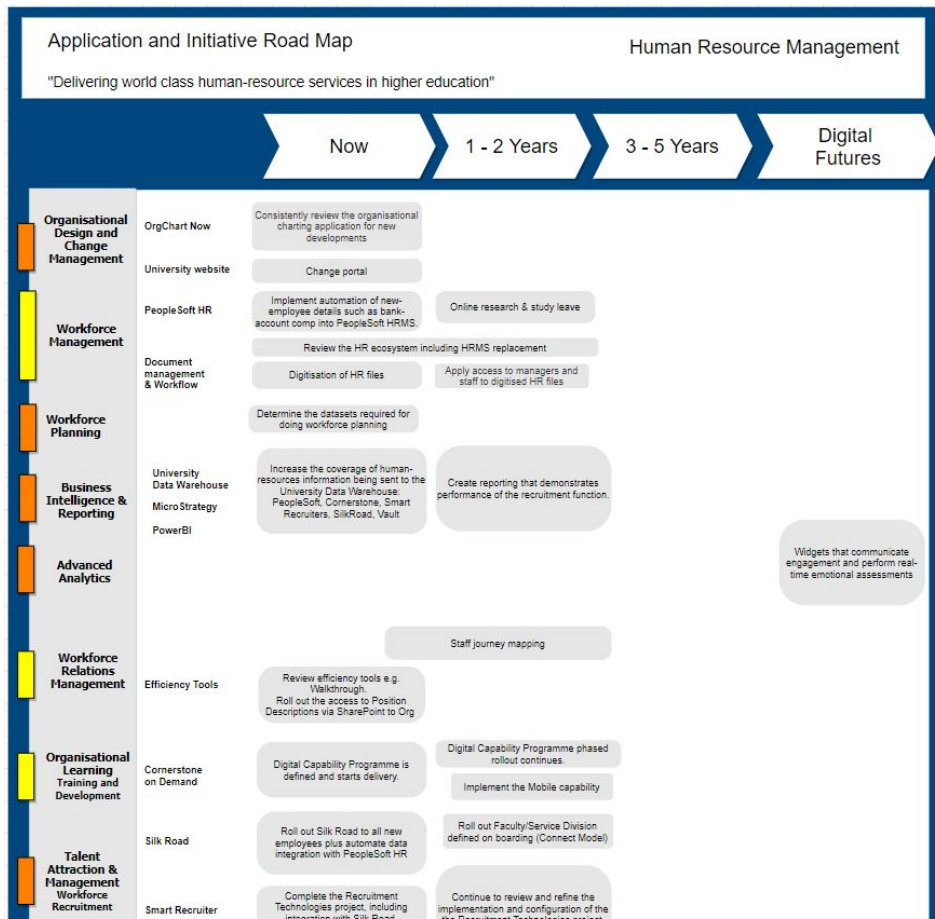 Application and Initiative Road Map
Human Resource Management
"Delivering world class human-resource services in higher education"
Now
1 - 2 Years
3 - 5 Years
Digital
Futures
Organisational
Design and
Change
Management
OrgChart Now
Consistently review the organisational
charting application for new
developments
University website
Change portal
Workforce
Management
PeopleSoft HR
Implement automation of new-
employee details such as bank-
account comp into PeopleSoft HRMS.
Online research & study leave
Review the HR ecosystem including HRMS replacement
Document
management
& Workflow
Digitisation of HR files
Apply access to managers and
staff to digitised HR files
Workforce
Planning
Determine the datasets required for
doing workforce planning
Business
Intelligence &
Reporting
University
Data Warehouse
MicroStrategy
PowerBI
Increase the coverage of human-
resources information being sent to the
University Data Warehouse:
PeopleSoft, Cornerstone, Smart
Recruiters, SilkRoad, Vault
Create reporting that demonstrates
performance of the recruitment function.
Advanced
Analytics
Widgets that communicate
engagement and perform real-
time emotional assessments
Workforce
Relations
Management
Staff journey mapping
Efficiency Tools
Review efficiency tools e.g.
Walkthrough.
Roll out the access to Position
Descriptions via SharePoint to Org
Organisational
Learning
Training and
Development
Cornerstone
on Demand
Digital Capability Programme is
defined and starts delivery.
Digital Capability Programme phased
rollout continues.
Implement the Mobile capability
Talent
Attraction &
Management
Workforce
Recruitment
Silk Road
Roll out Silk Road to all new
employees plus automate data
integration with PeopleSoft HR
Roll out Faculty/Service Division
defined on boarding (Connect Model)
Smart Recruiter
Complete the Recruitment
Technologies project, including
integration with Silk Road
Continue to review and refine the
implementation and configuration of the
the Recruitment Technologies project